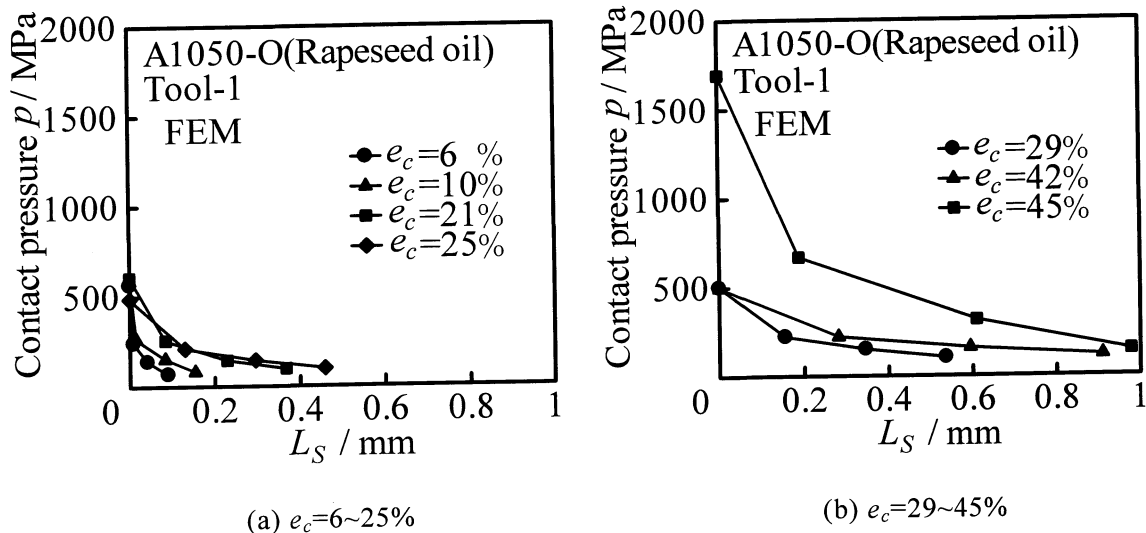 2000
1500
1000
500
0
0.2
0.4
0.6
0.8
1
Contact pressure p / MPa
L_S / mm
A1050-O(Rapeseed oil)
Tool-1
FEM
e_c=6 %
e_c=10%
e_c=21%
e_c=25%
(a) e_c=6~25%
2000
1500
1000
500
0
0.2
0.4
0.6
0.8
1
Contact pressure p / MPa
L_S / mm
A1050-O(Rapeseed oil)
Tool-1
FEM
e_c=29%
e_c=42%
e_c=45%
(b) e_c=29~45%